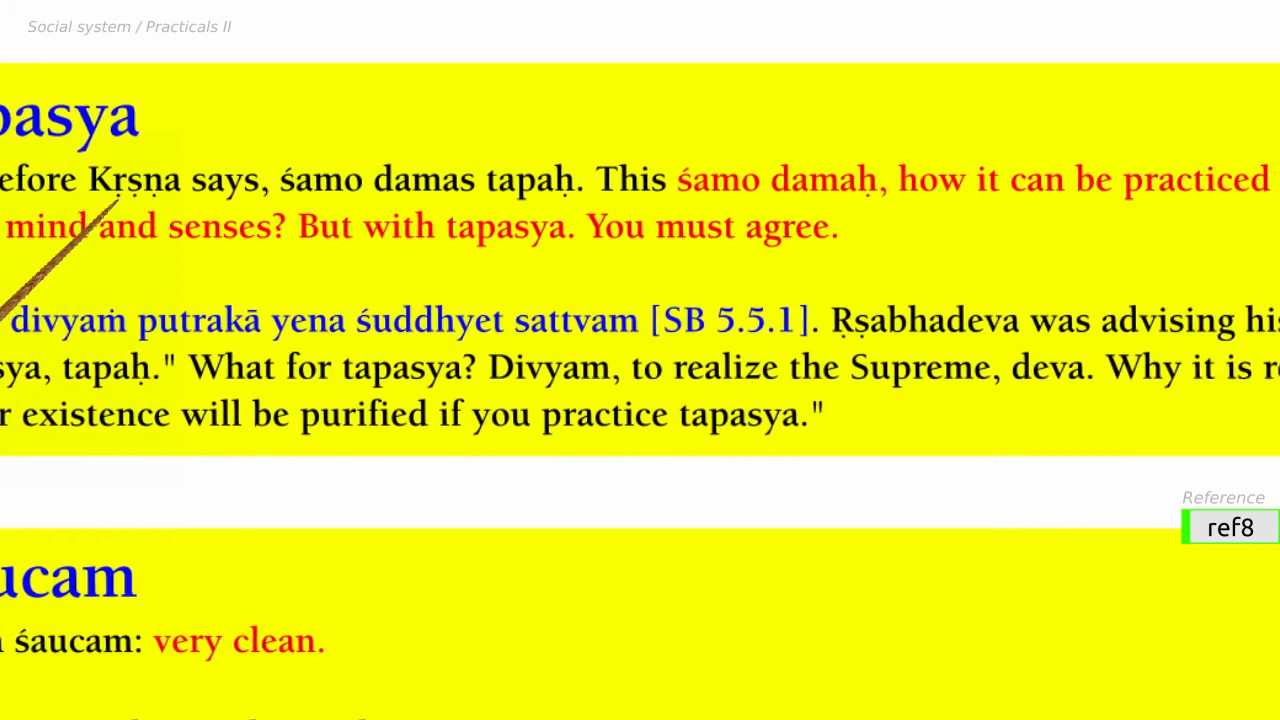 Social system / Practicals II
pasya
efore Kṛṣṇa says, śamo damas tapaḥ. This śamo damaḥ, how it can be practiced
mind and senses? But with tapasya. You must agree.
divyaṁ putrakā yena śuddhyet sattvam [SB 5.5.1]. Ṛṣabhadeva was advising his
sya, tapaḥ." What for tapasya? Divyam, to realize the Supreme, deva. Why it is re
r existence will be purified if you practice tapasya."
Reference
ref8
ucam
śaucam: very clean.